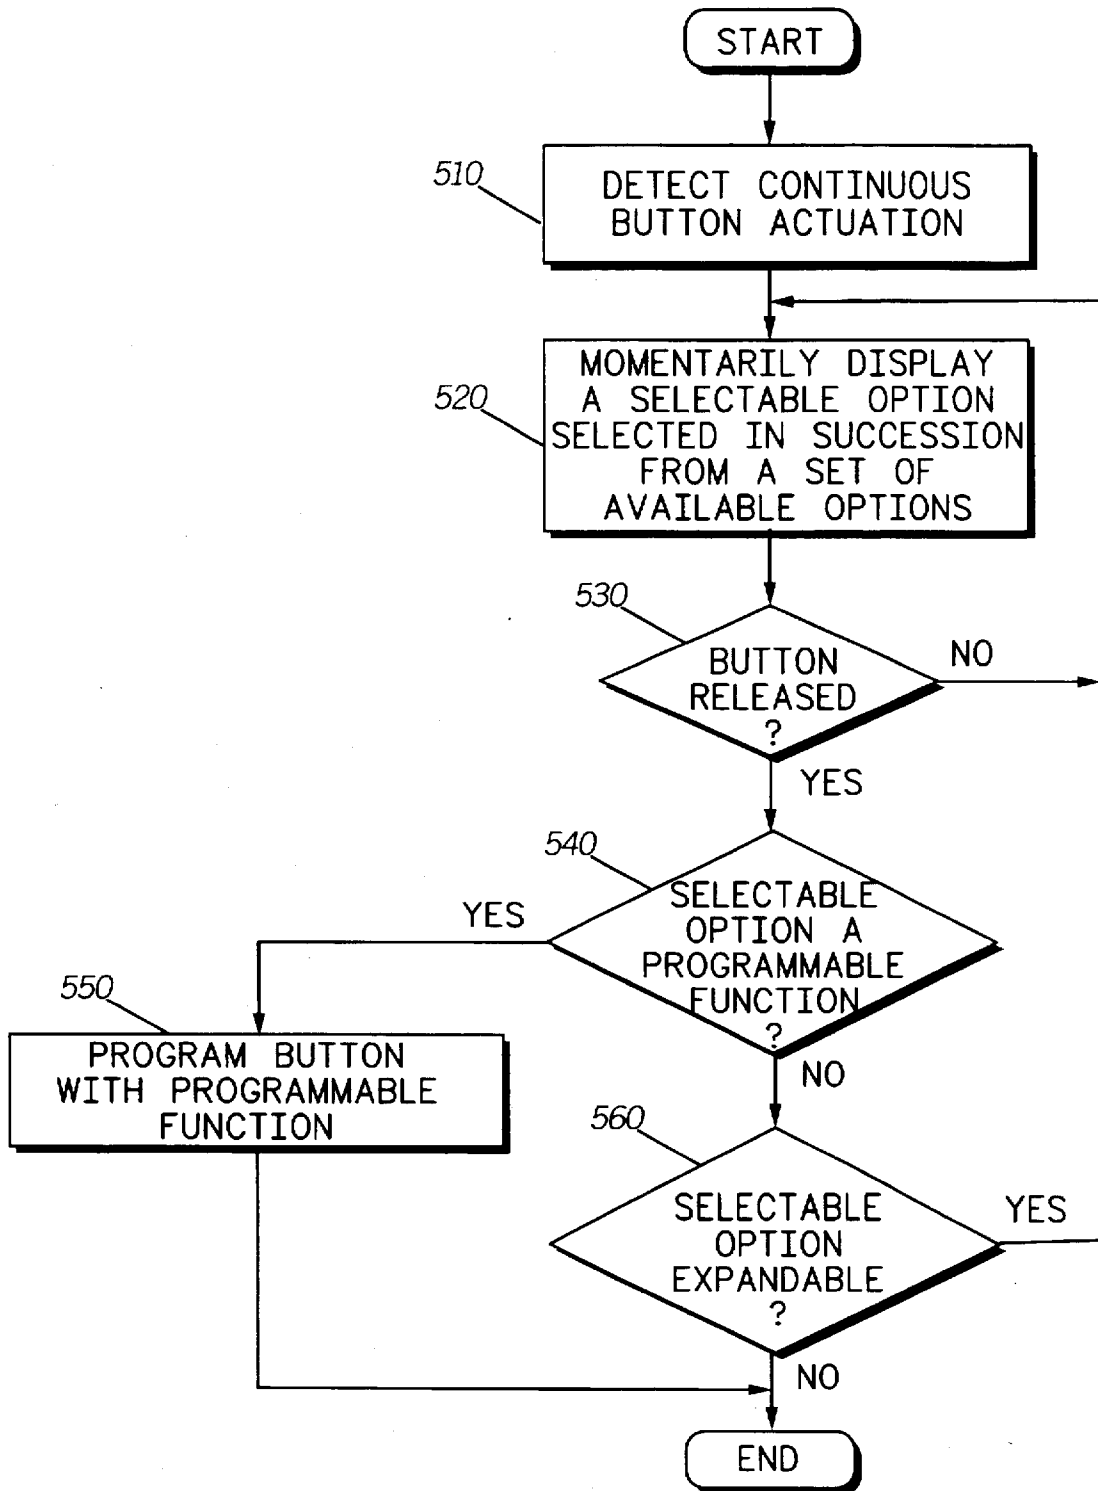 START
510
DETECT CONTINUOUS
BUTTON ACTUATION
520
MOMENTARILY DISPLAY
A SELECTABLE OPTION
SELECTED IN SUCCESSION
FROM A SET OF
AVAILABLE OPTIONS
530
BUTTON
RELEASED
?
NO
YES
540
SELECTABLE
OPTION A
PROGRAMMABLE
FUNCTION
?
YES
NO
550
PROGRAM BUTTON
WITH PROGRAMMABLE
FUNCTION
560
SELECTABLE
OPTION
EXPANDABLE
?
YES
NO
END